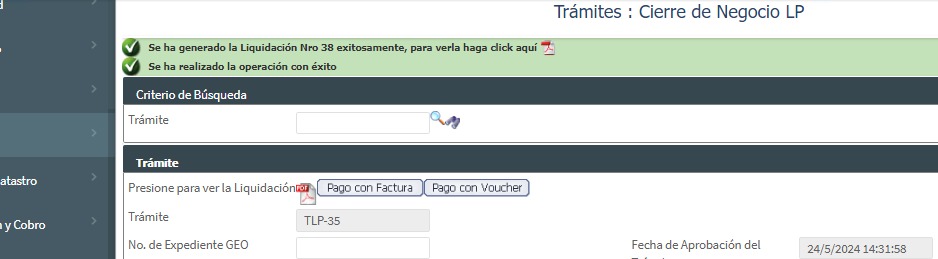 Trámites : Cierre de Negocio LP
Se ha generado la Liquidación Nro 38 exitosamente, para verla haga click aquí
Se ha realizado la operación con éxito
Criterio de Búsqueda
Trámite
Trámite
Presione para ver la Liquidación PDF Pago con Factura Pago con Voucher
atastro
Trámite TLP-35
a y Cobro
No. de Expediente GEO Fecha de Aprobación del 24/5/2024 14:31:58